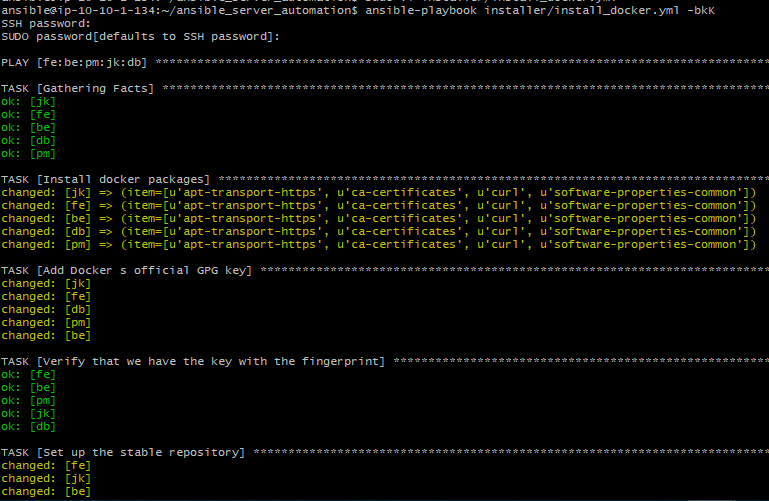 ansible@ip-10-10-1-134:~/ansible_server_automation$ ansible-playbook installer/install_docker.yml -bkK
SSH password:
SUDO password[defaults to SSH password]:
PLAY [fe:be:pm:jk:db] ****************************************************************************************
TASK [Gathering Facts] ***************************************************************************************
ok: [jk]
ok: [fe]
ok: [be]
ok: [db]
ok: [pm]
TASK [Install docker packages] *******************************************************************************
changed: [jk] => (item=[u'apt-transport-https', u'ca-certificates', u'curl', u'software-properties-common'])
changed: [fe] => (item=[u'apt-transport-https', u'ca-certificates', u'curl', u'software-properties-common'])
changed: [be] => (item=[u'apt-transport-https', u'ca-certificates', u'curl', u'software-properties-common'])
changed: [db] => (item=[u'apt-transport-https', u'ca-certificates', u'curl', u'software-properties-common'])
changed: [pm] => (item=[u'apt-transport-https', u'ca-certificates', u'curl', u'software-properties-common'])
TASK [Add Docker s official GPG key] *************************************************************************
changed: [jk]
changed: [fe]
changed: [db]
changed: [pm]
changed: [be]
TASK [Verify that we have the key with the fingerprint] ******************************************************
ok: [fe]
ok: [be]
ok: [pm]
ok: [jk]
ok: [db]
TASK [Set up the stable repository] **************************************************************************
changed: [fe]
changed: [jk]
changed: [be]